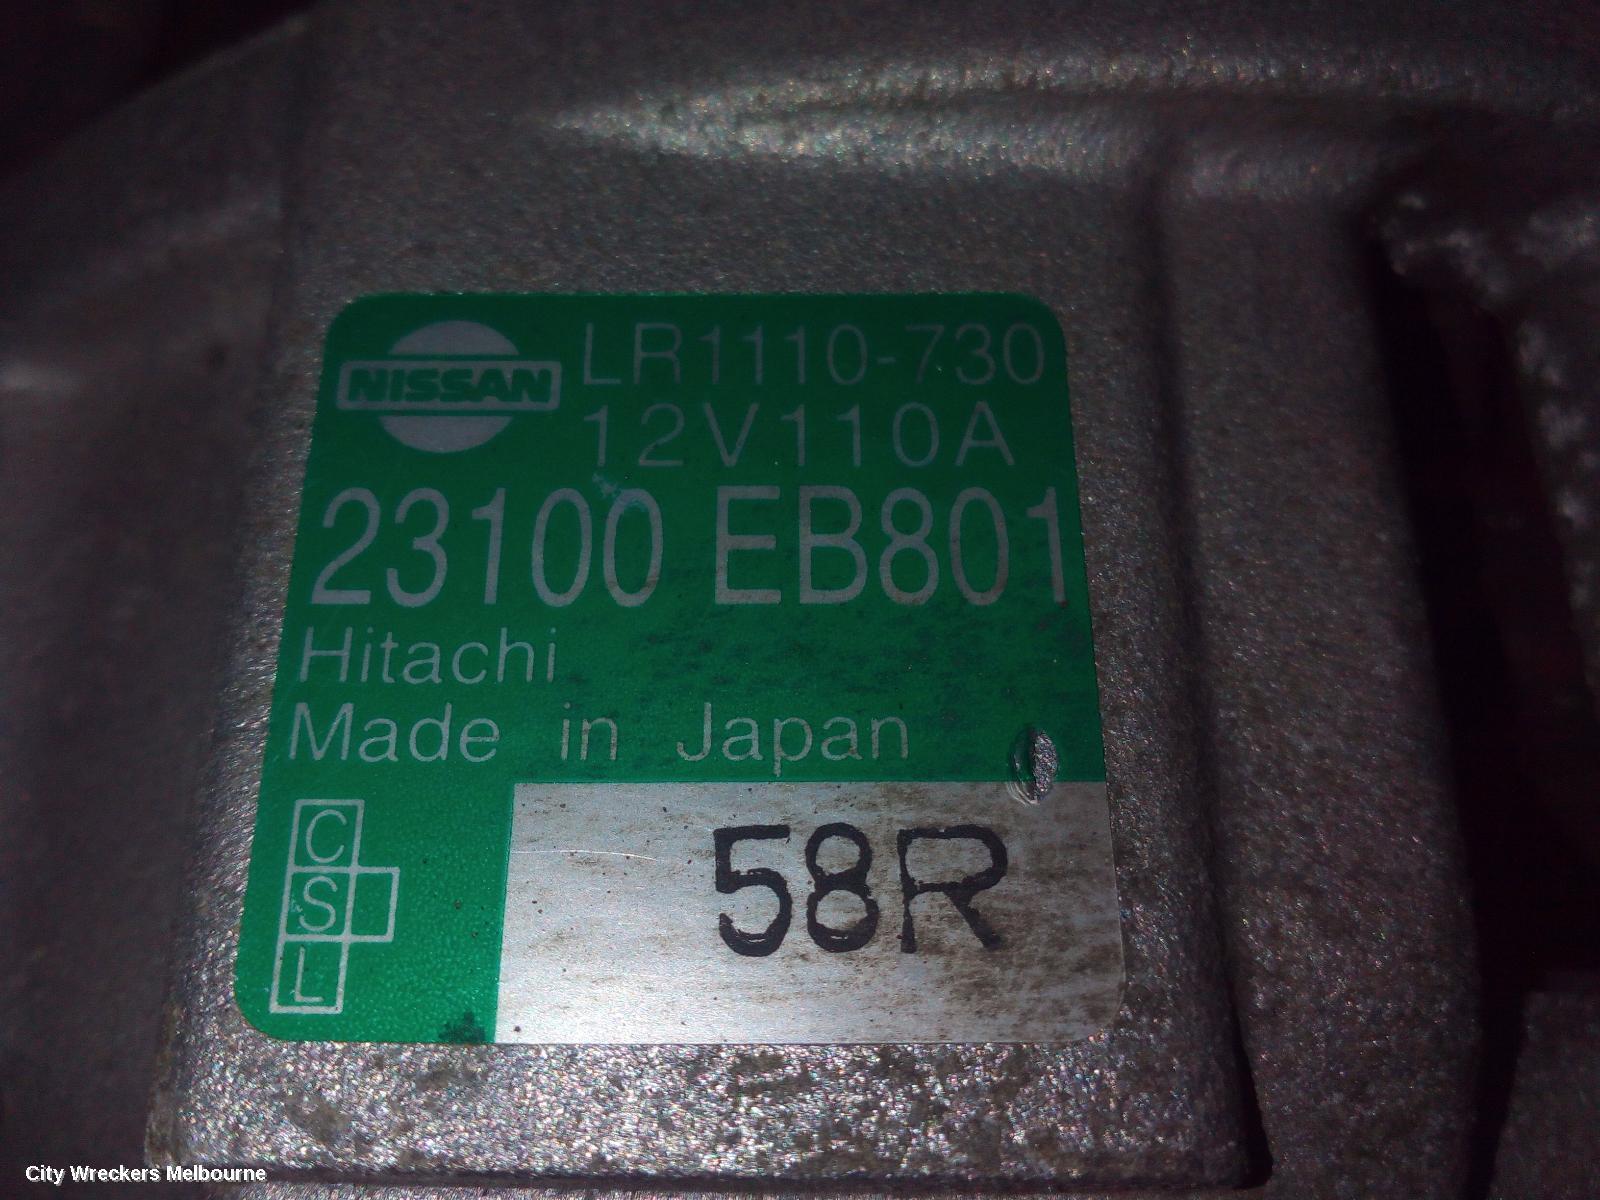 NISSAN
LR1110-730
12V110A
23100 EB801
Hitachi
Made in Japan
C
S
L
58R
City Wreckers Melbourne